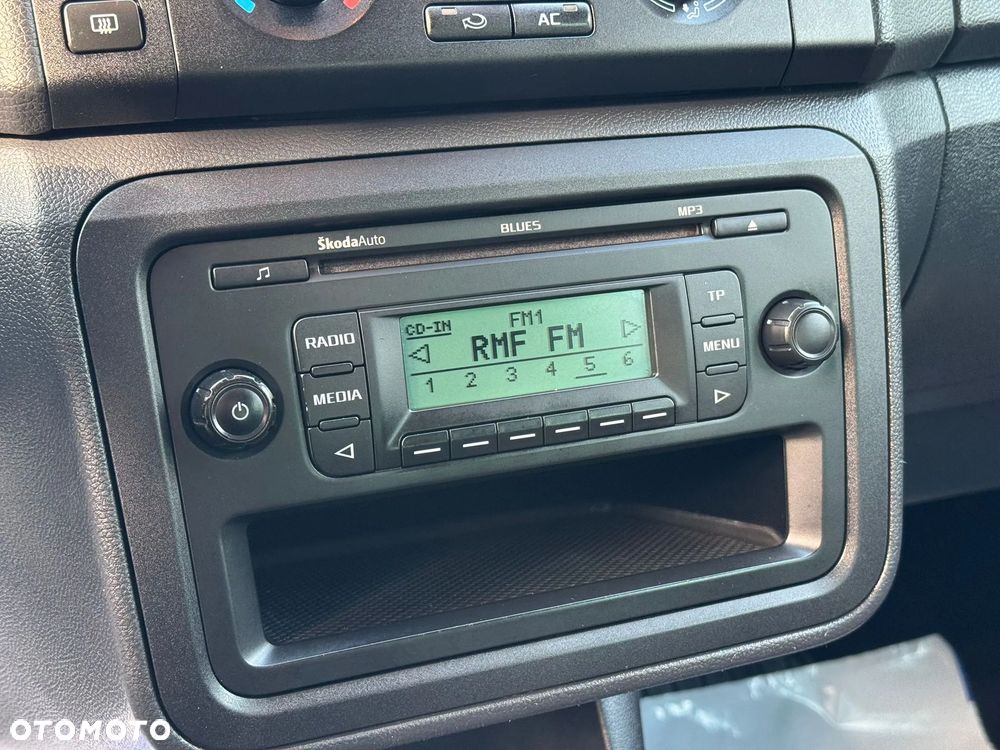 AC
ŠkodaAuto
BLUES
MP3
RADIO
MEDIA
CD-IN
FM1
RMF FM
1 2 3 4 5 6
TP
MENU
OTOMOTO